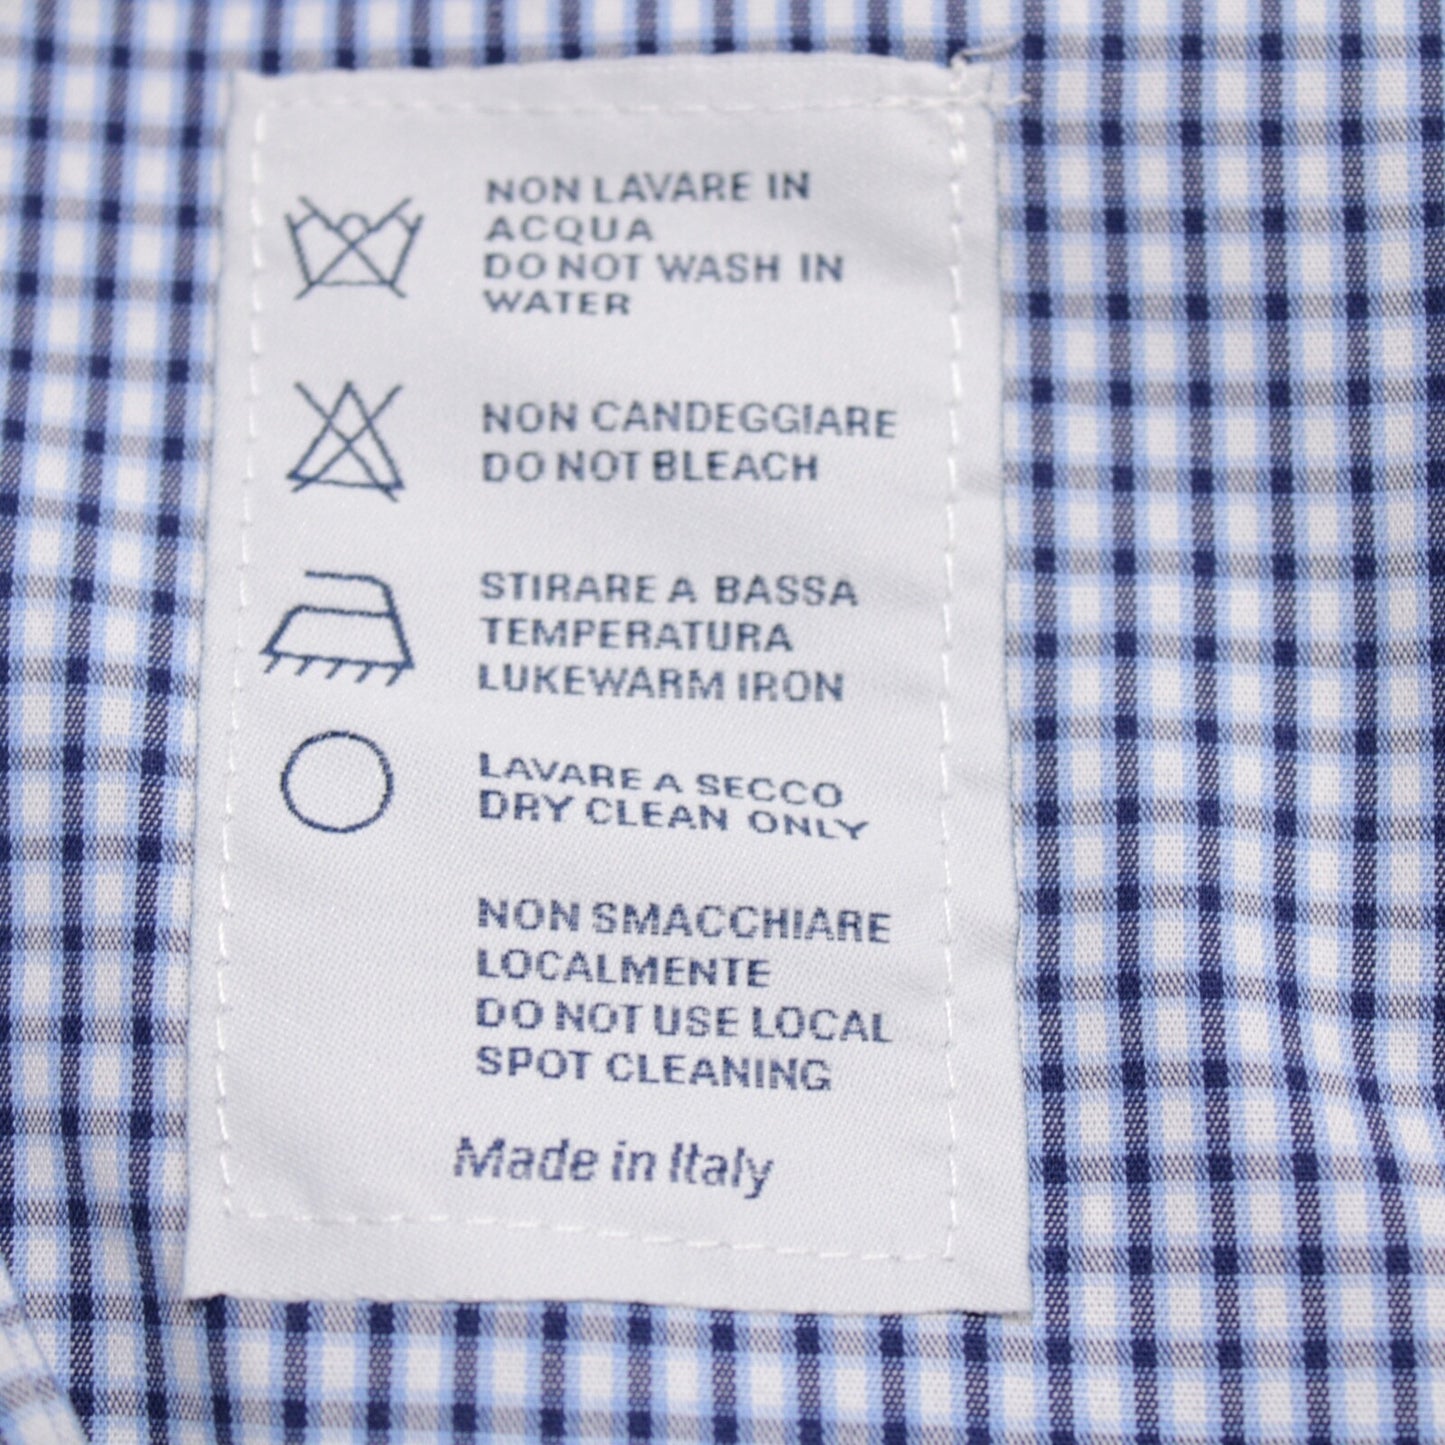 NON LAVARE IN
ACQUA
DO NOT WASH IN
WATER
NON CANDEGGIARE
DO NOT BLEACH
STIRARE A BASSA
TEMPERATURA
LUKEWARM IRON
LAVARE A SECCO
DRY CLEAN ONLY
NON SMACCHIARE
LOCALMENTE
DO NOT USE LOCAL
SPOT CLEANING
Made in Italy